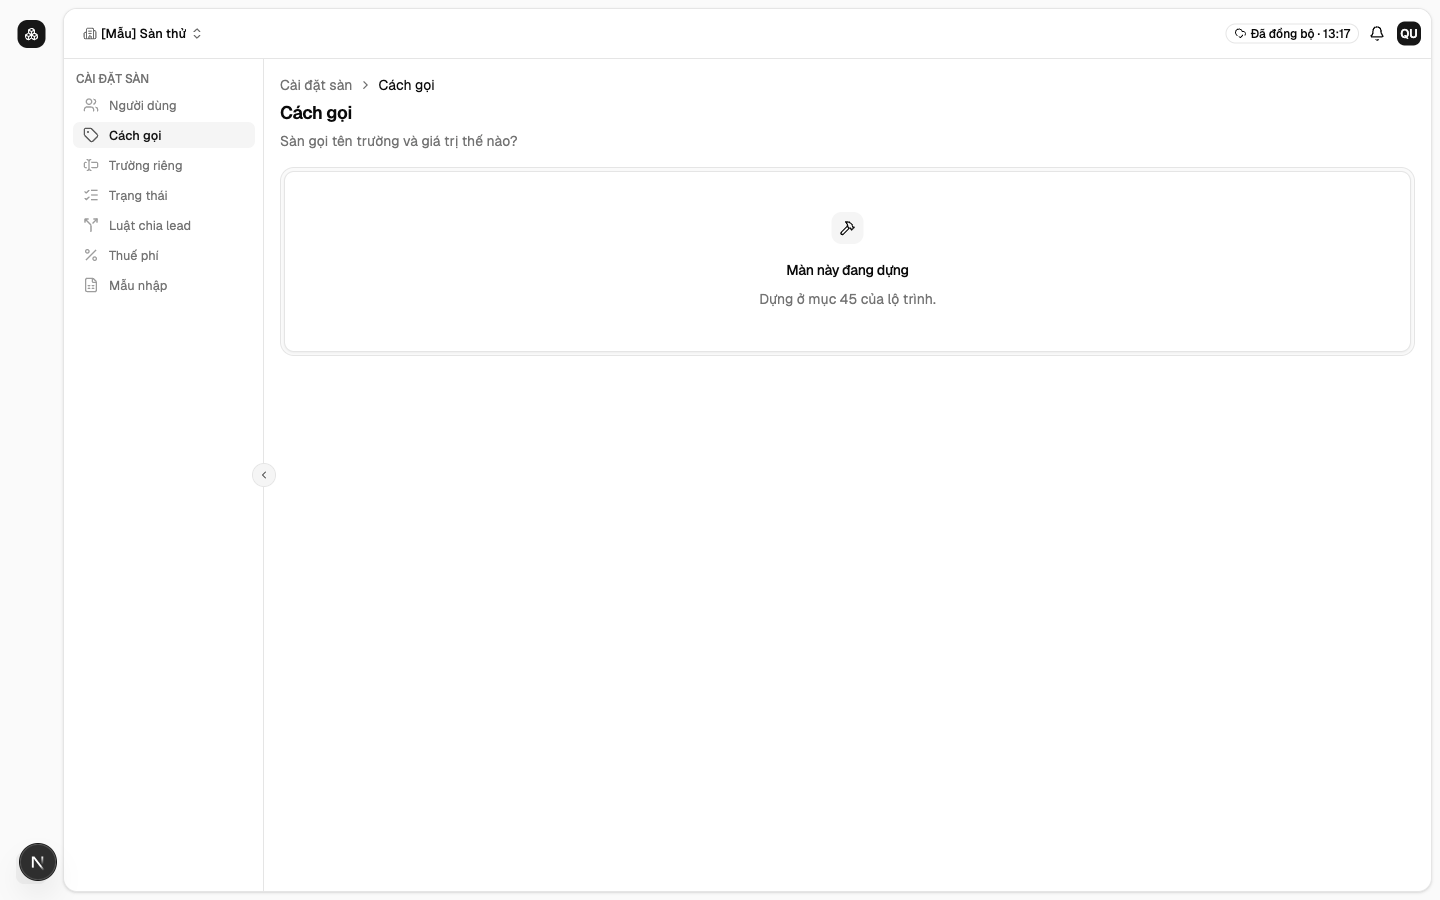 [Mẫu] Sàn thử
Đã đồng bộ · 13:17
QU
CÀI ĐẶT SÀN
Người dùng
Cách gọi
Trường riêng
Trạng thái
Luật chia lead
Thuế phí
Mẫu nhập
Cài đặt sàn > Cách gọi
Cách gọi
Sàn gọi tên trường và giá trị thế nào?
Màn này đang dựng
Dựng ở mục 45 của lộ trình.
N